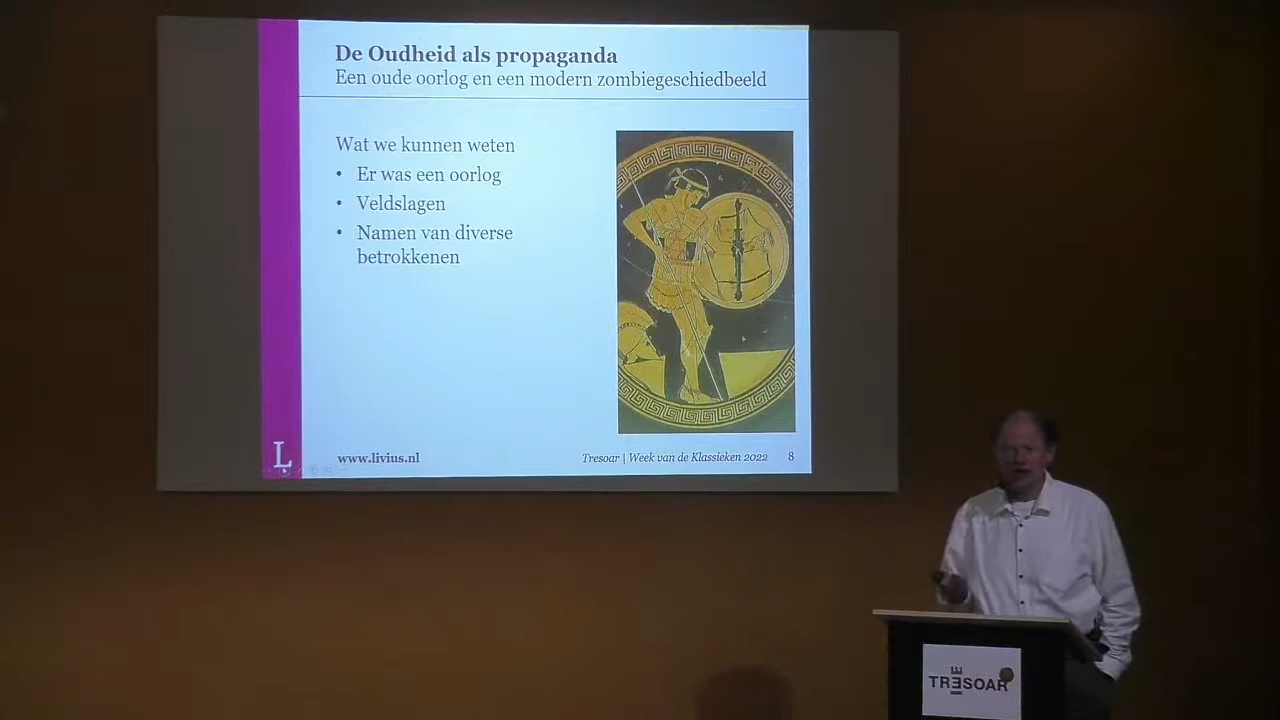 De Oudheid als propaganda
Een oude oorlog en een modern zombiegeschiedbeeld
Wat we kunnen weten
• Er was een oorlog
• Veldslagen
• Namen van diverse
betrokkenen
L
www.livius.nl
Tresoar | Week van de Klassieken 2022 8
TRESOAR